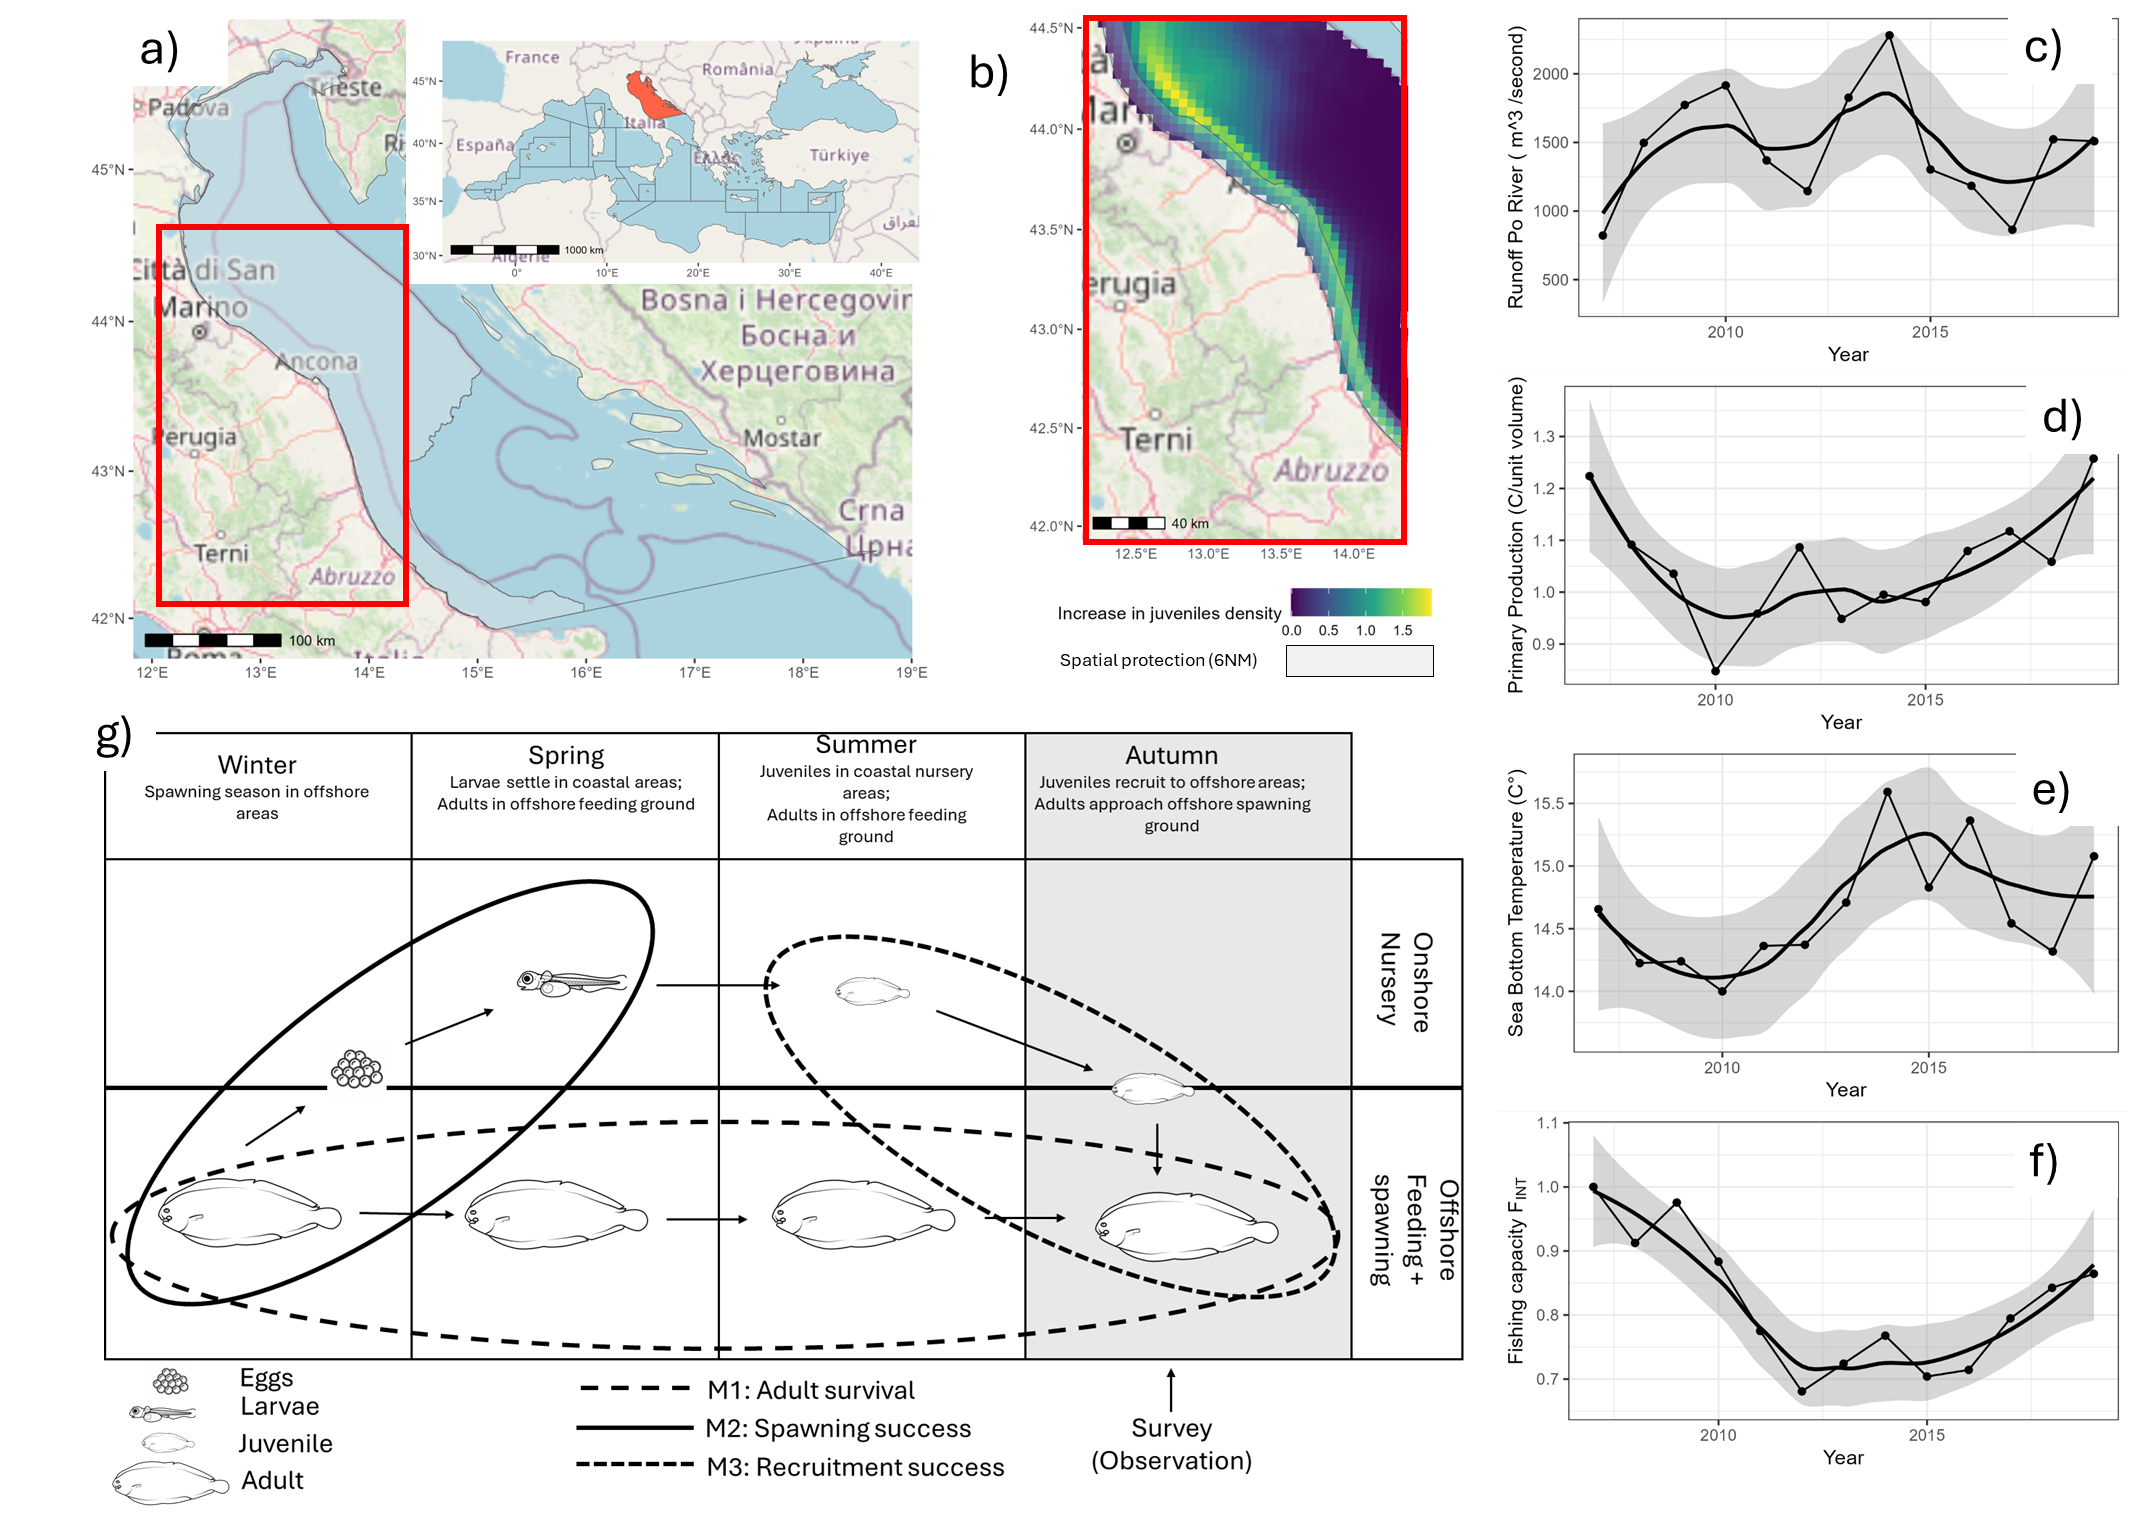 a)
Trieste
Padova
45°N
Città di San
Marino
44°N
Ancona
Perugia
43°N
Terni
Abruzzo
42°N
100 km
Roma
Italia
12°E
13°E
14°E
15°E
16°E
17°E
18°E
19°E
Bosna i Hercegovin
Босна и
Херцеговина
Mostar
Crna
Црна
France
România
Україна
45°N
Italia
40°N
España
Ελλάς
Türkiye
35°N
1000 km
30°N
Algérie
0°
10°E
20°E
30°E
40°E
b)
44.5°N
44.0°N
43.5°N
43.0°N
42.5°N
42.0°N
erugia
Terni
Abruzzo
40 km
12.5°E
13.0°E
13.5°E
14.0°E
Increase in juveniles density
0.0
0.5
1.0
1.5
Spatial protection (6NM)
c)
Runoff Po River ( m^3 /second)
2000
1500
1000
500
2010
2015
Year
d)
Primary Production (C/unit volume)
1.3
1.2
1.1
1.0
0.9
2010
2015
Year
e)
Sea Bottom Temperature (C°)
15.5
15.0
14.5
14.0
2010
2015
Year
f)
Fishing capacity FINT
1.1
1.0
0.9
0.8
0.7
2010
2015
Year
g)
Winter
Spawning season in offshore
areas
Spring
Larvae settle in coastal areas;
Adults in offshore feeding ground
Summer
Juveniles in coastal nursery
areas;
Adults in offshore feeding
ground
Autumn
Juveniles recruit to offshore areas;
Adults approach offshore spawning
ground
Onshore
Nursery
Offshore
Feeding +
spawning
Eggs
Larvae
Juvenile
Adult
M1: Adult survival
M2: Spawning success
M3: Recruitment success
Survey
(Observation)